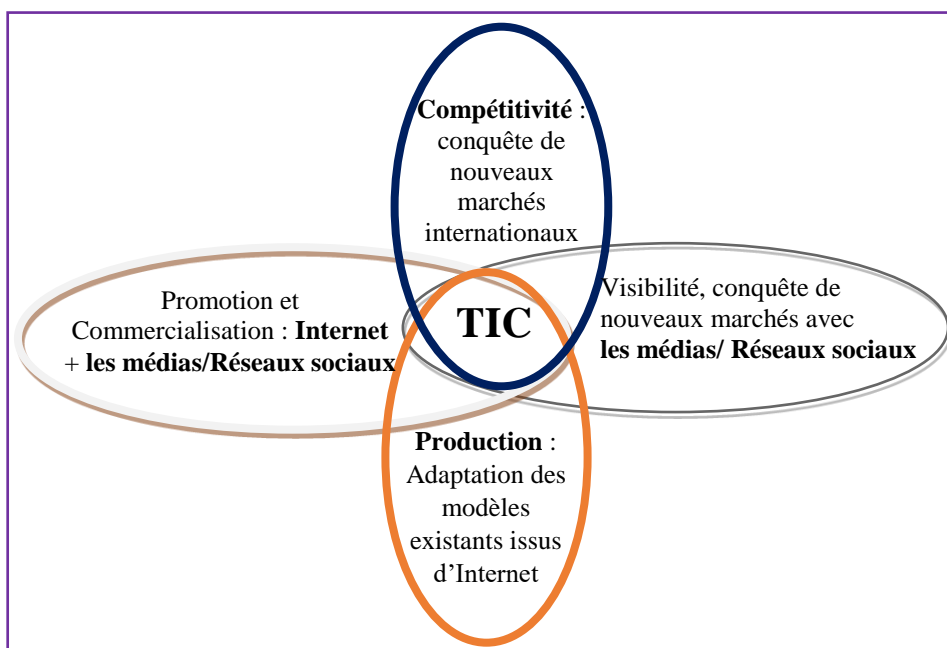 Compétitivité :
conquête de
nouveaux
marchés
internationaux
Promotion et
Commercialisation : Internet
+ les médias/Réseaux sociaux
TIC
Visibilité, conquête de
nouveaux marchés avec
les médias/ Réseaux sociaux
Production :
Adaptation des
modèles
existants issus
d’Internet